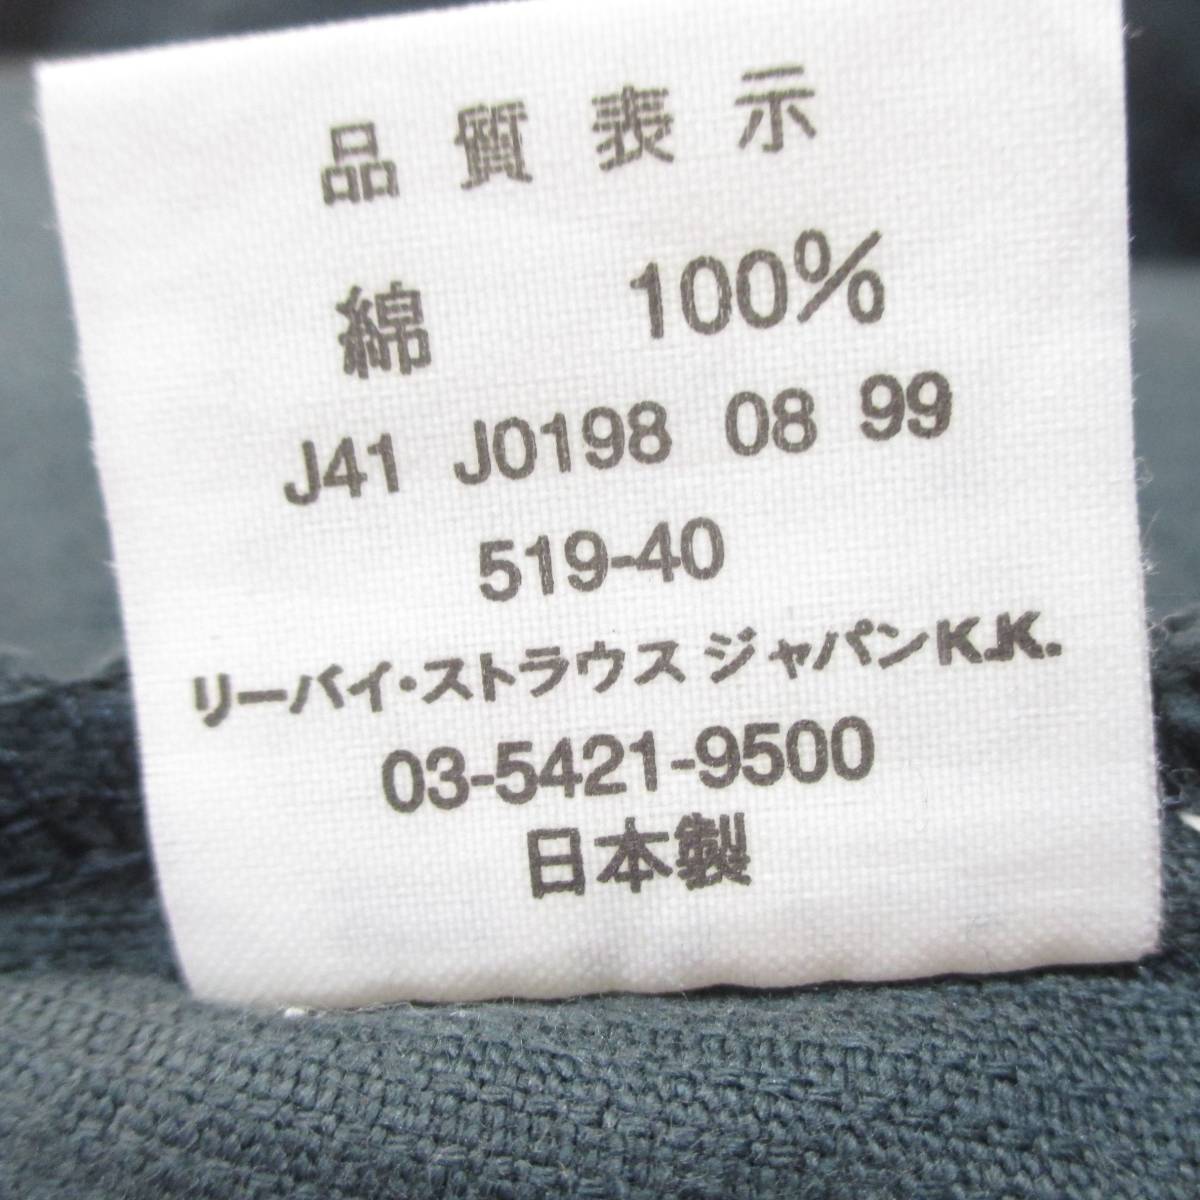 品質表示
綿 100%
J41 J0198 08 99
519-40
リーバイ・ストラウス ジャパンK.K.
03-5421-9500
日本製